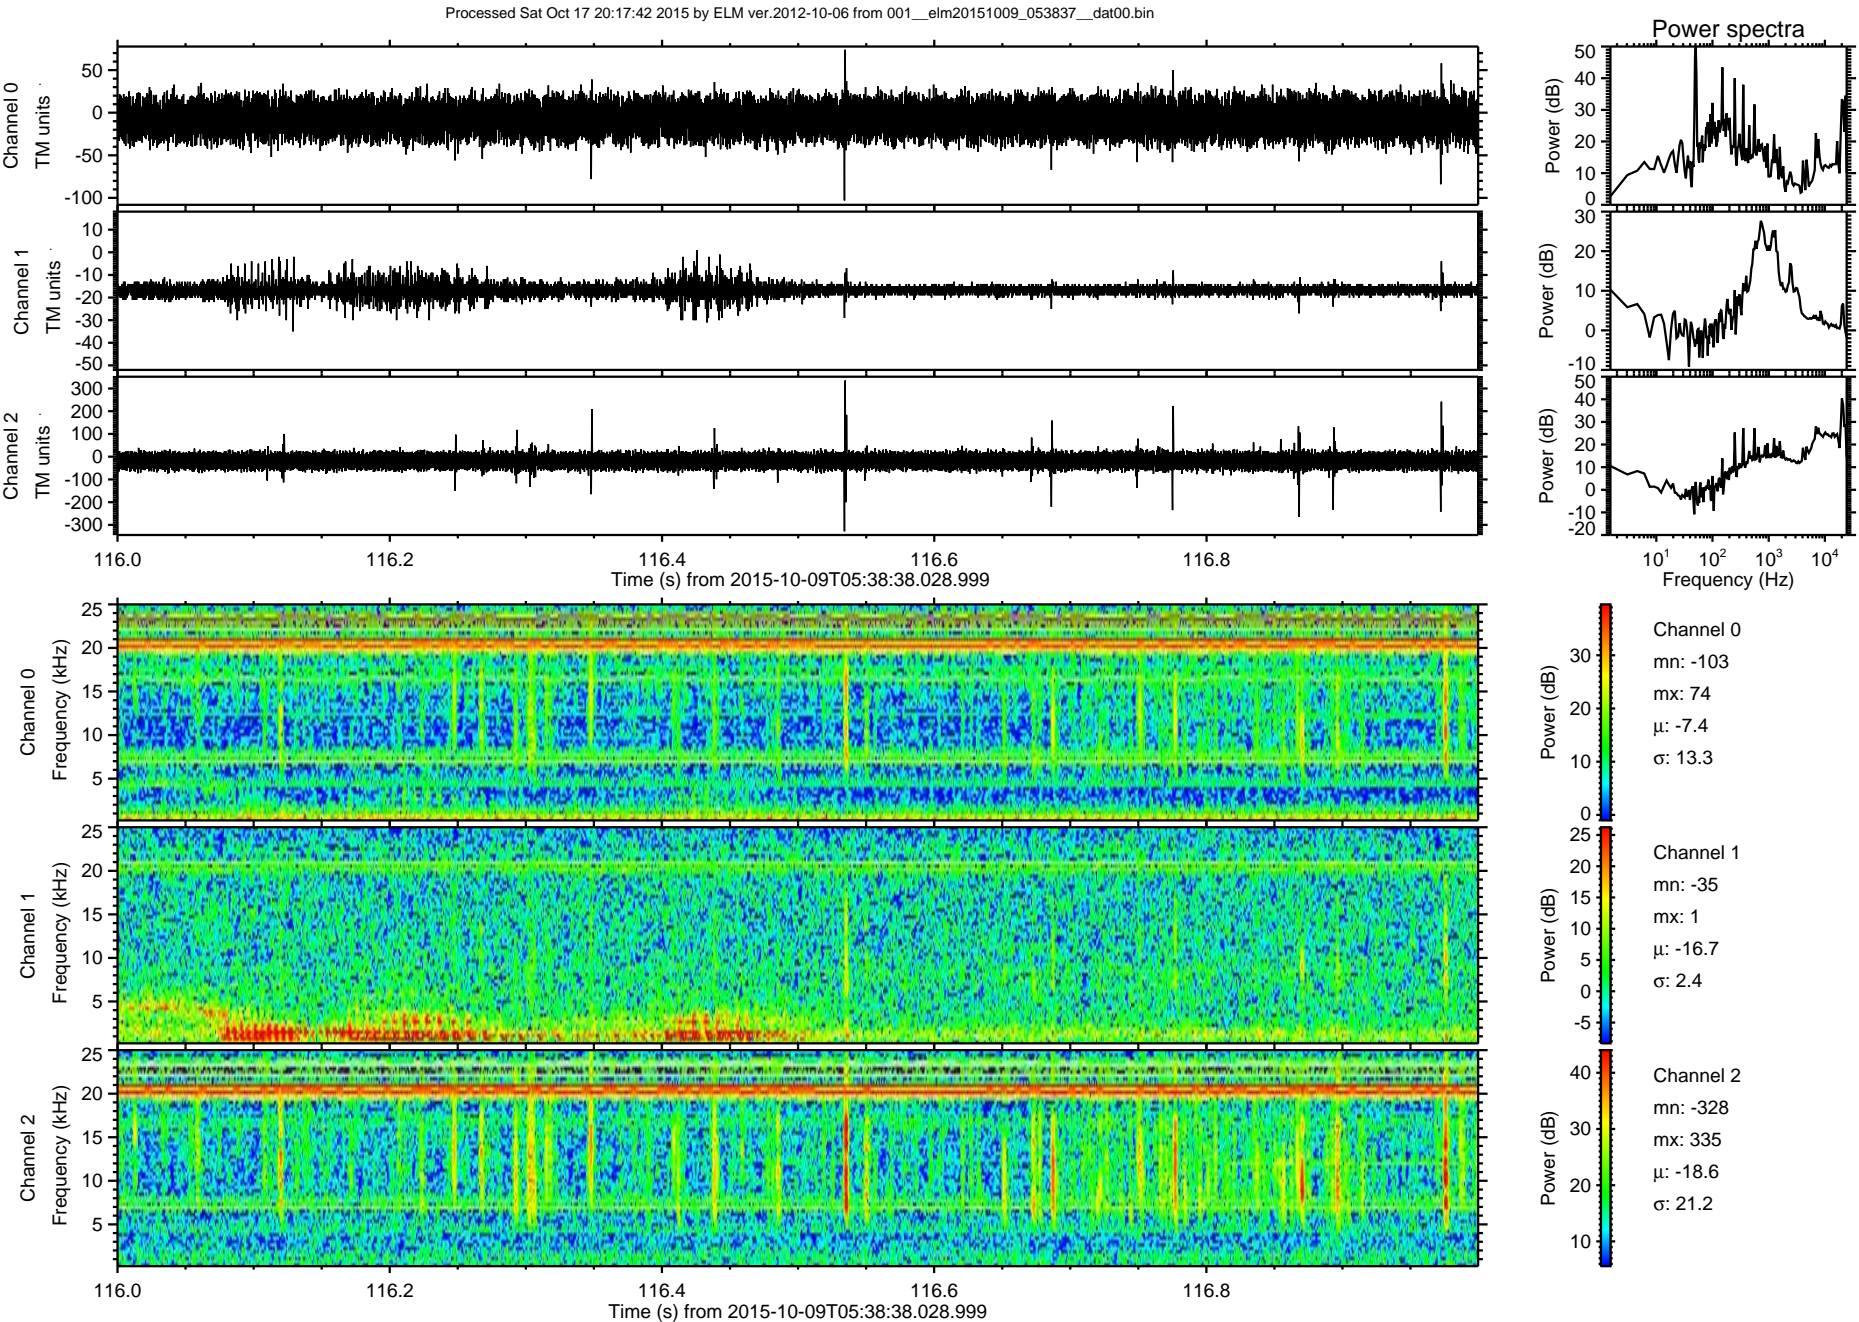 Processed Sat Oct 17 20:17:42 2015 by ELM ver.2012-10-06 from 001__elm20151009_053837__dat00.bin
Power spectra
Channel 0
TM units
50
0
-50
-100
Power (dB)
50
40
30
20
10
0
Channel 1
TM units
10
0
-10
-20
-30
-40
-50
Power (dB)
30
20
10
0
-10
Channel 2
TM units
300
200
100
0
-100
-200
-300
Power (dB)
50
40
30
20
10
0
-10
-20
116.0 116.2 116.4 116.6 116.8
Time (s) from 2015-10-09T05:38:38.028.999
10^1 10^2 10^3 10^4
Frequency (Hz)
Channel 0
Frequency (kHz)
25
20
15
10
5
Power (dB)
30
20
10
0
Channel 0
mn: -103
mx: 74
μ: -7.4
σ: 13.3
Channel 1
Frequency (kHz)
25
20
15
10
5
Power (dB)
25
20
15
10
5
0
-5
Channel 1
mn: -35
mx: 1
μ: -16.7
σ: 2.4
Channel 2
Frequency (kHz)
25
20
15
10
5
Power (dB)
40
30
20
10
Channel 2
mn: -328
mx: 335
μ: -18.6
σ: 21.2
116.0 116.2 116.4 116.6 116.8
Time (s) from 2015-10-09T05:38:38.028.999